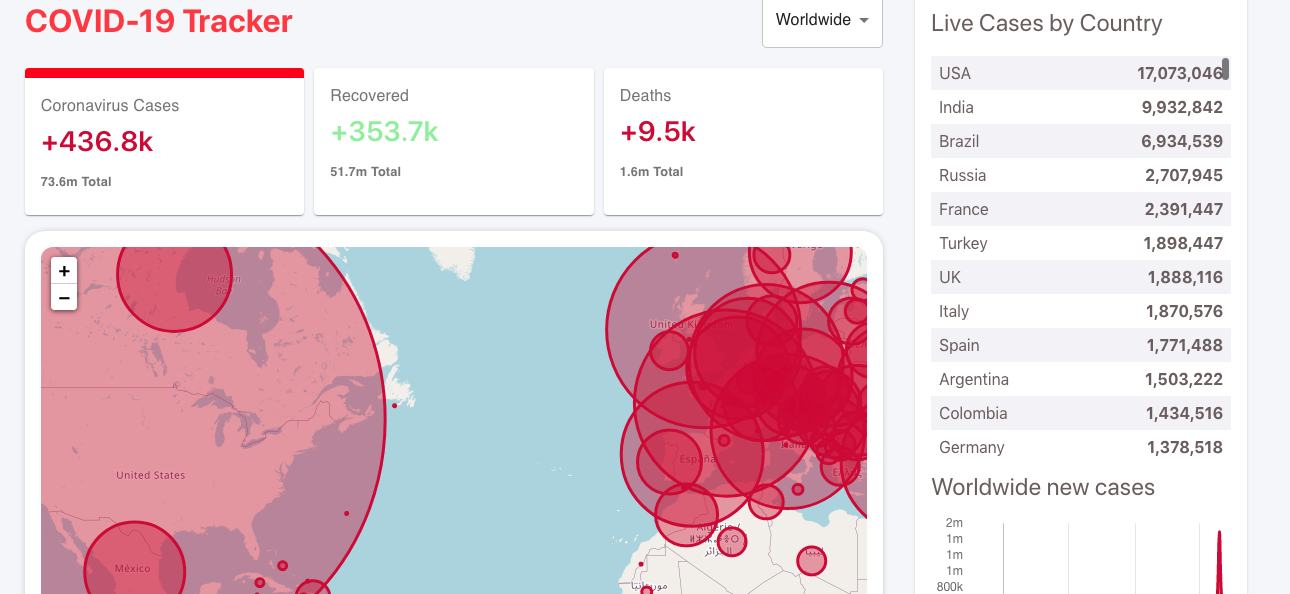 COVID-19 Tracker
Worldwide
Coronavirus Cases
+436.8k
73.6m Total
Recovered
+353.7k
51.7m Total
Deaths
+9.5k
1.6m Total
+
−
Hudson
Bay
United States
México
United Kingdom
España
Algérie /
الجزائر
ليبيا
موريتانيا
Live Cases by Country
USA 17,073,046
India 9,932,842
Brazil 6,934,539
Russia 2,707,945
France 2,391,447
Turkey 1,898,447
UK 1,888,116
Italy 1,870,576
Spain 1,771,488
Argentina 1,503,222
Colombia 1,434,516
Germany 1,378,518
Worldwide new cases
2m
1m
1m
1m
800k